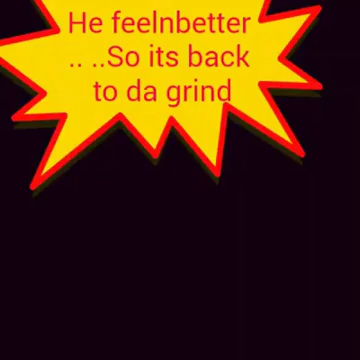 He feelnbetter
.. ..So its back
to da grind